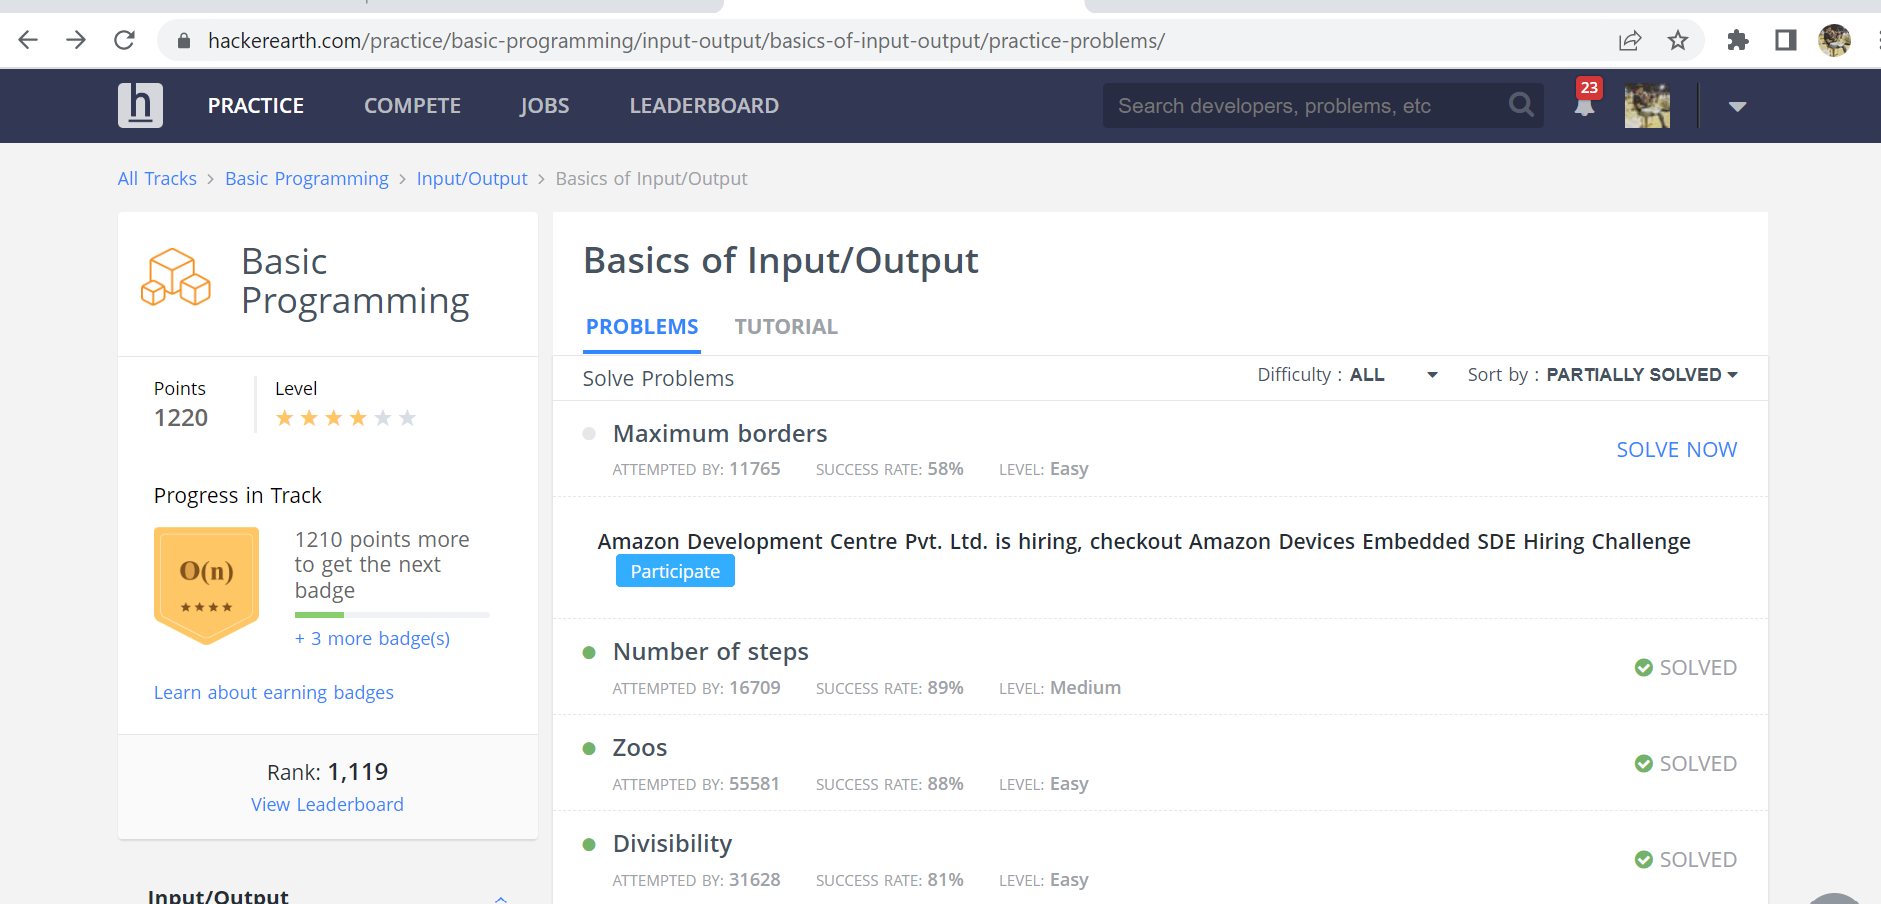 hackerearth.com/practice/basic-programming/input-output/basics-of-input-output/practice-problems/
h PRACTICE COMPETE JOBS LEADERBOARD Search developers, problems, etc 23
All Tracks > Basic Programming > Input/Output > Basics of Input/Output
Basic
Programming
Points
1220
Level
Progress in Track
O(n)
1210 points more
to get the next
badge
+ 3 more badge(s)
Learn about earning badges
Rank: 1,119
View Leaderboard
Input/Output
Basics of Input/Output
PROBLEMS TUTORIAL
Solve Problems Difficulty : ALL Sort by : PARTIALLY SOLVED
Maximum borders
SOLVE NOW
ATTEMPTED BY: 11765 SUCCESS RATE: 58% LEVEL: Easy
Amazon Development Centre Pvt. Ltd. is hiring, checkout Amazon Devices Embedded SDE Hiring Challenge
Participate
Number of steps
SOLVED
ATTEMPTED BY: 16709 SUCCESS RATE: 89% LEVEL: Medium
Zoos
SOLVED
ATTEMPTED BY: 55581 SUCCESS RATE: 88% LEVEL: Easy
Divisibility
SOLVED
ATTEMPTED BY: 31628 SUCCESS RATE: 81% LEVEL: Easy